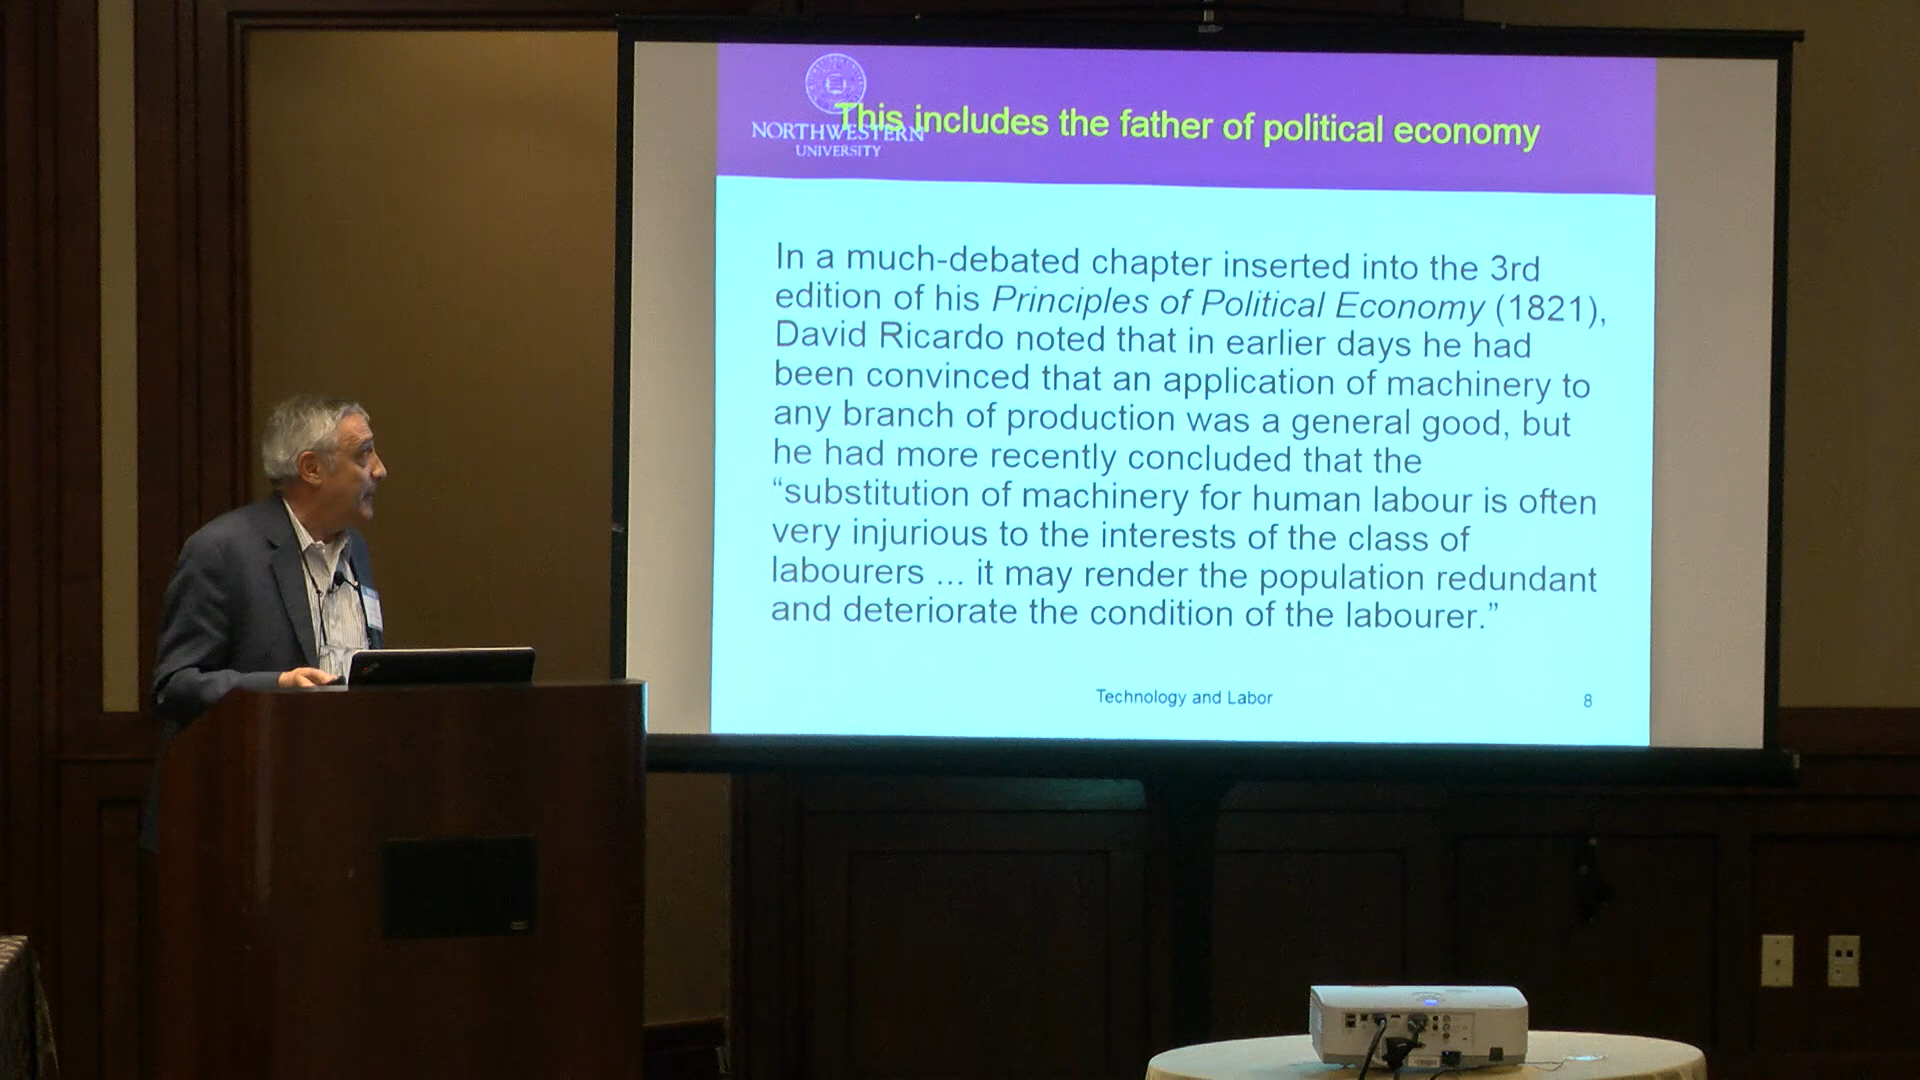 This includes the father of political economy
NORTHWESTERN
UNIVERSITY
In a much-debated chapter inserted into the 3rd
edition of his Principles of Political Economy (1821),
David Ricardo noted that in earlier days he had
been convinced that an application of machinery to
any branch of production was a general good, but
he had more recently concluded that the
“substitution of machinery for human labour is often
very injurious to the interests of the class of
labourers ... it may render the population redundant
and deteriorate the condition of the labourer.”
Technology and Labor
8